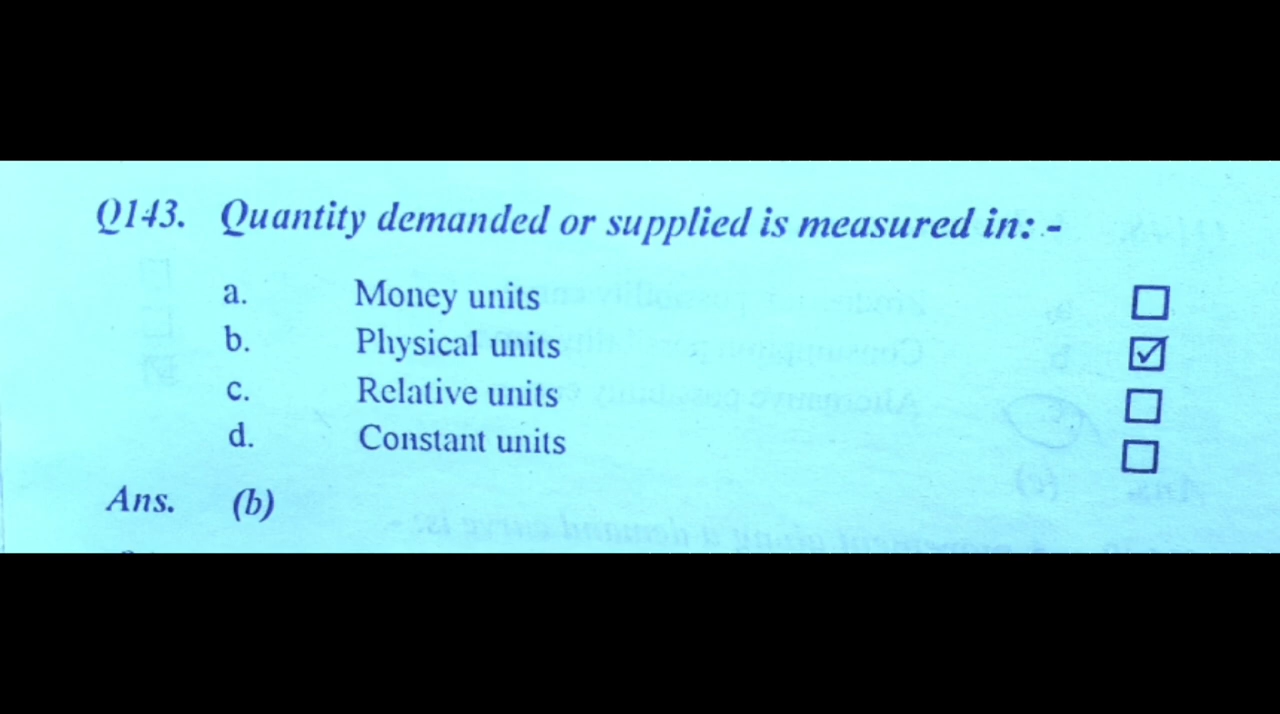 Q143. Quantity demanded or supplied is measured in: -
a. Money units
b. Physical units
c. Relative units
d. Constant units
Ans. (b)